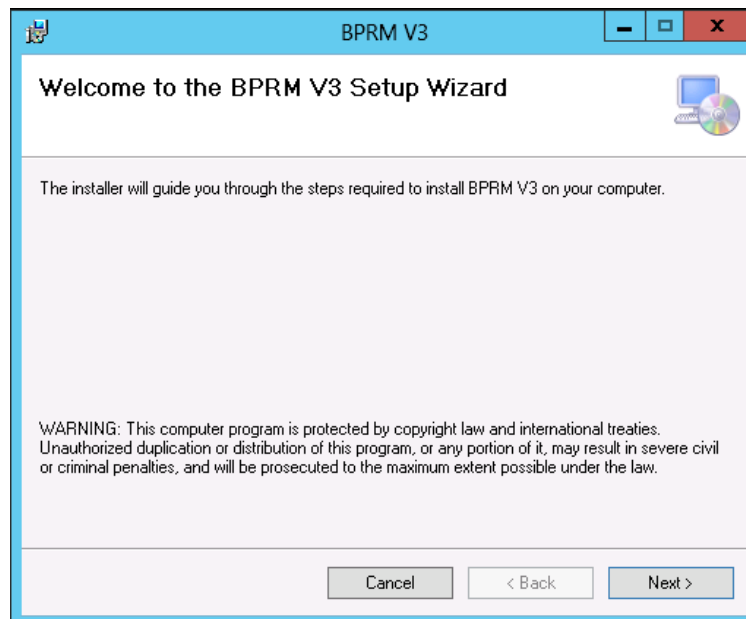 BPRM V3
Welcome to the BPRM V3 Setup Wizard
The installer will guide you through the steps required to install BPRM V3 on your computer.
WARNING: This computer program is protected by copyright law and international treaties.
Unauthorized duplication or distribution of this program, or any portion of it, may result in severe civil
or criminal penalties, and will be prosecuted to the maximum extent possible under the law.
Cancel
< Back
Next >